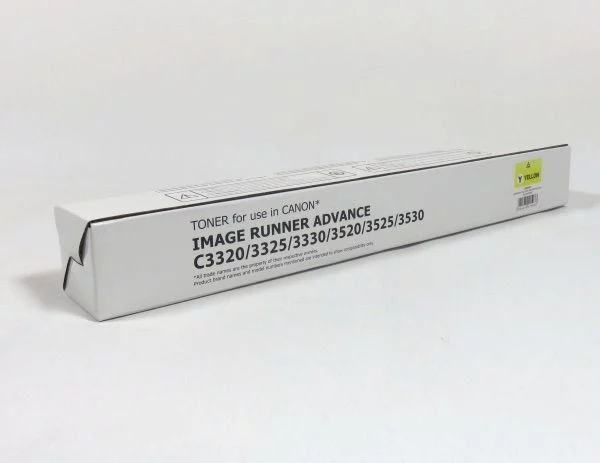 TONER for use in CANON*
IMAGE RUNNER ADVANCE
C3320/3325/3330/3520/3525/3530
*All trade names are the property of their respective owners.
Product brand names and model numbers mentioned are intended to show compatibility only.
Y YELLOW